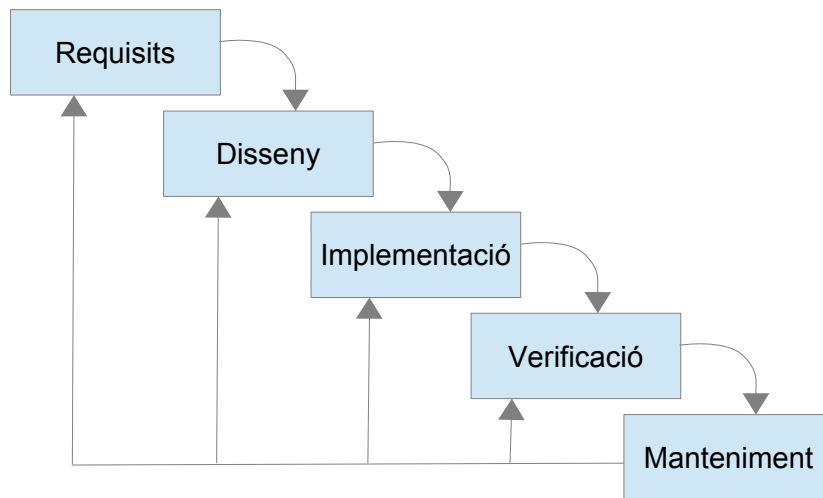 Requisits
Disseny
Implementació
Verificació
Manteniment